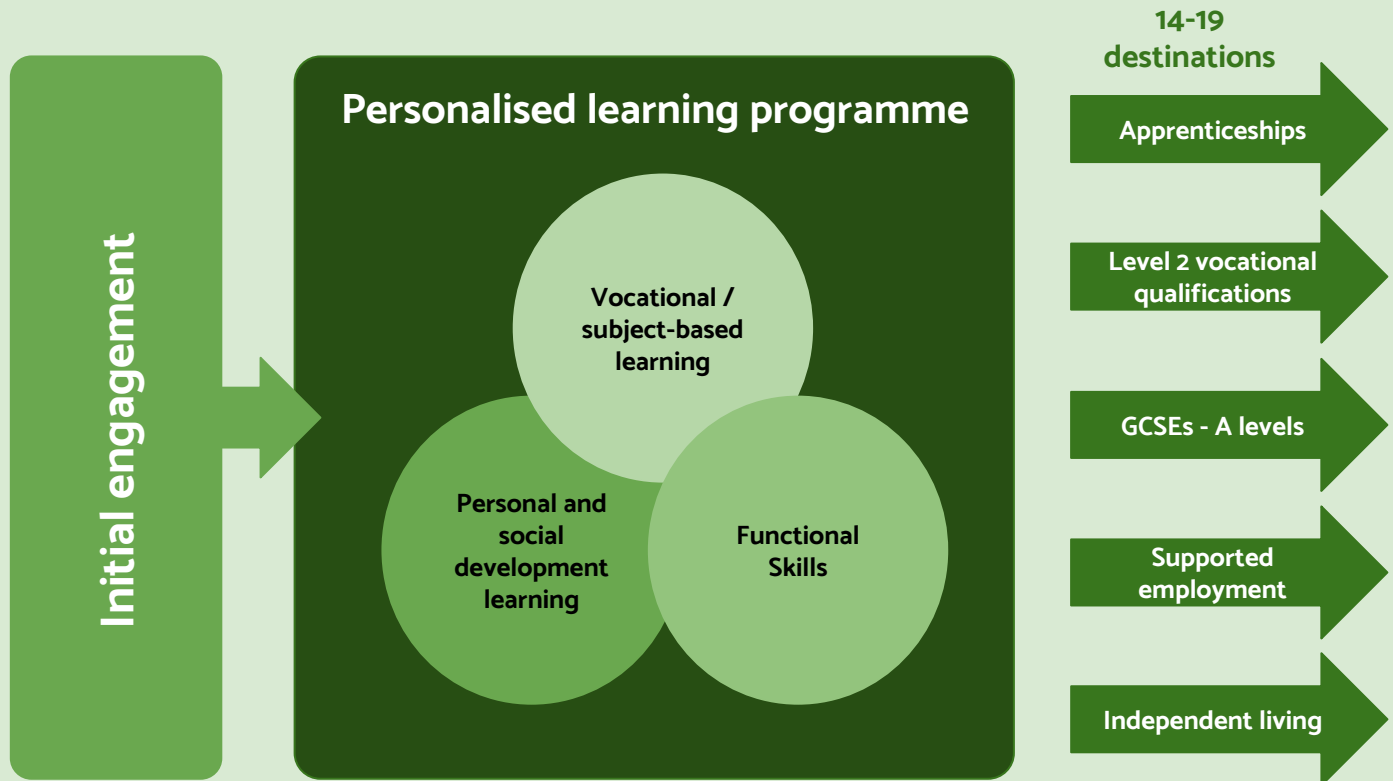 Initial engagement
Personalised learning programme
Vocational /
subject-based
learning
Personal and
social
development
learning
Functional
Skills
14-19
destinations
Apprenticeships
Level 2 vocational
qualifications
GCSEs - A levels
Supported
employment
Independent living